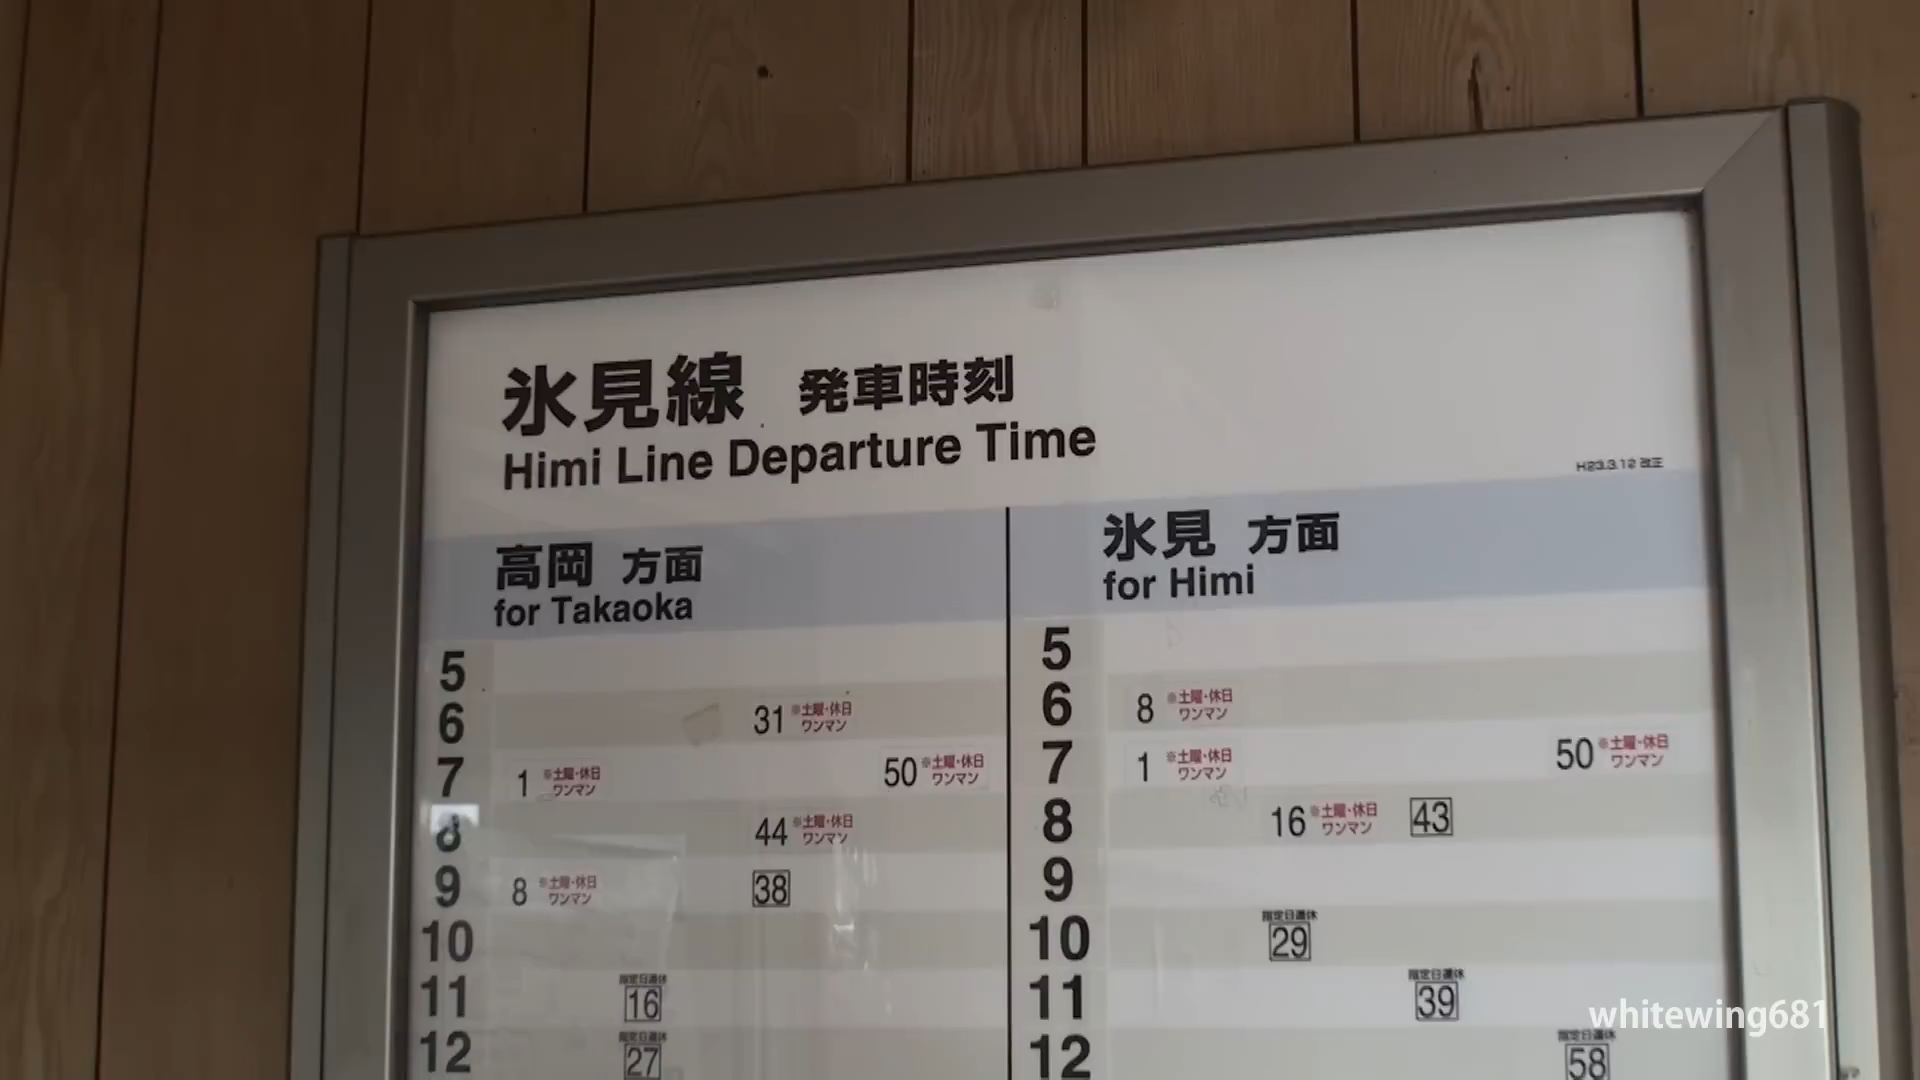 氷見線 発車時刻
Himi Line Departure Time
H23.3.12 改正
高岡 方面
for Takaoka
5
6 31 ※土曜・休日ワンマン
7 1 ※土曜・休日ワンマン 50 ※土曜・休日ワンマン
8 44 ※土曜・休日ワンマン
9 8 ※土曜・休日ワンマン 38
10
11 指定日運休 16
12 指定日運休 27
氷見 方面
for Himi
5
6 8 ※土曜・休日ワンマン
7 1 ※土曜・休日ワンマン 50 ※土曜・休日ワンマン
8 16 ※土曜・休日ワンマン 43
9
10 指定日運休 29
11 指定日運休 39
12 指定日運休 58
whitewing681